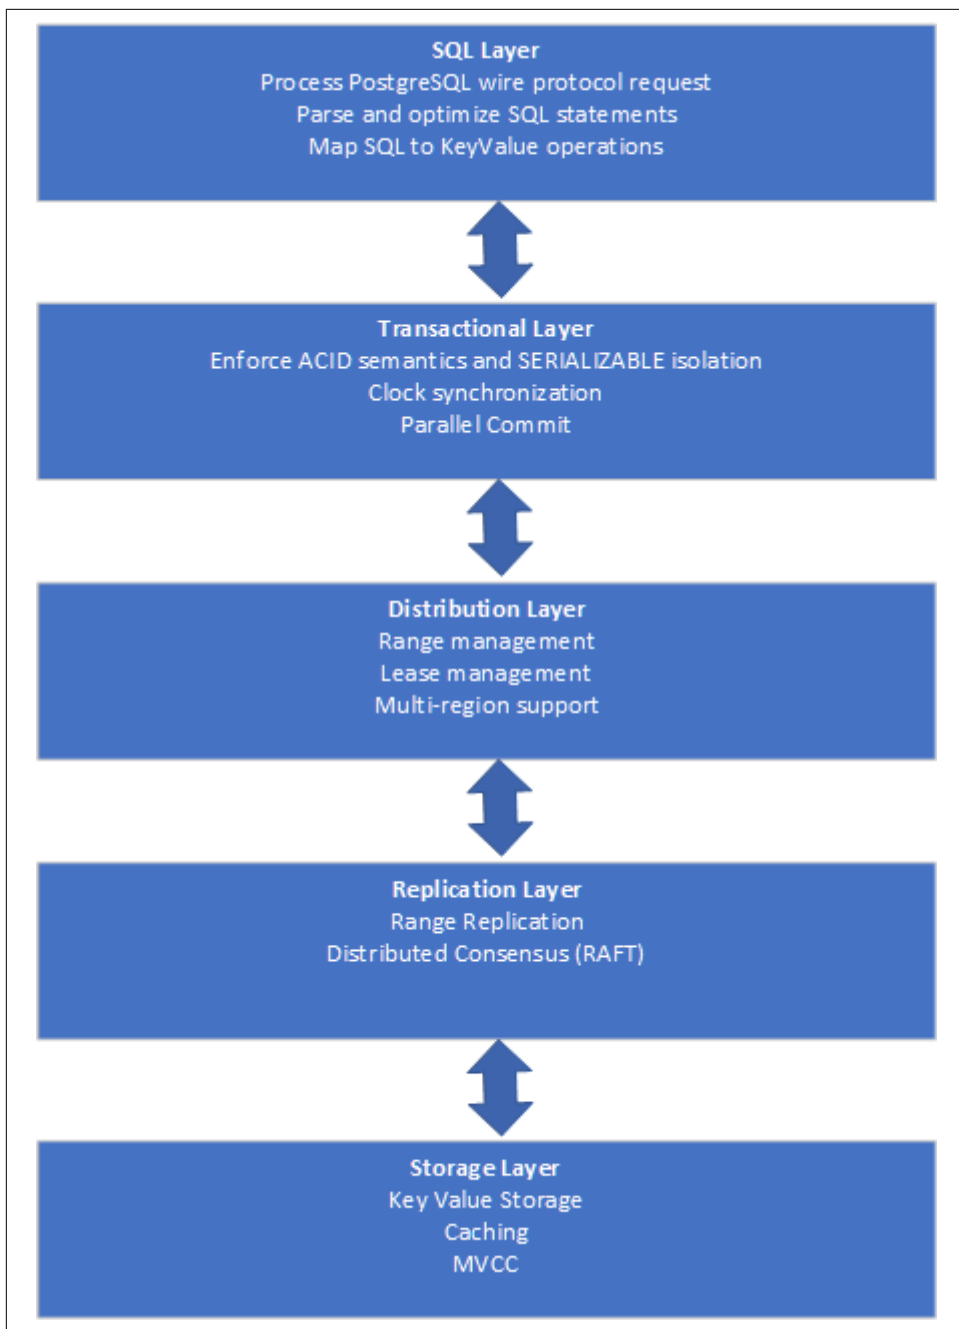 SQL Layer
Process PostgreSQL wire protocol request
Parse and optimize SQL statements
Map SQL to KeyValue operations
Transactional Layer
Enforce ACID semantics and SERIALIZABLE isolation
Clock synchronization
Parallel Commit
Distribution Layer
Range management
Lease management
Multi-region support
Replication Layer
Range Replication
Distributed Consensus (RAFT)
Storage Layer
Key Value Storage
Caching
MVCC